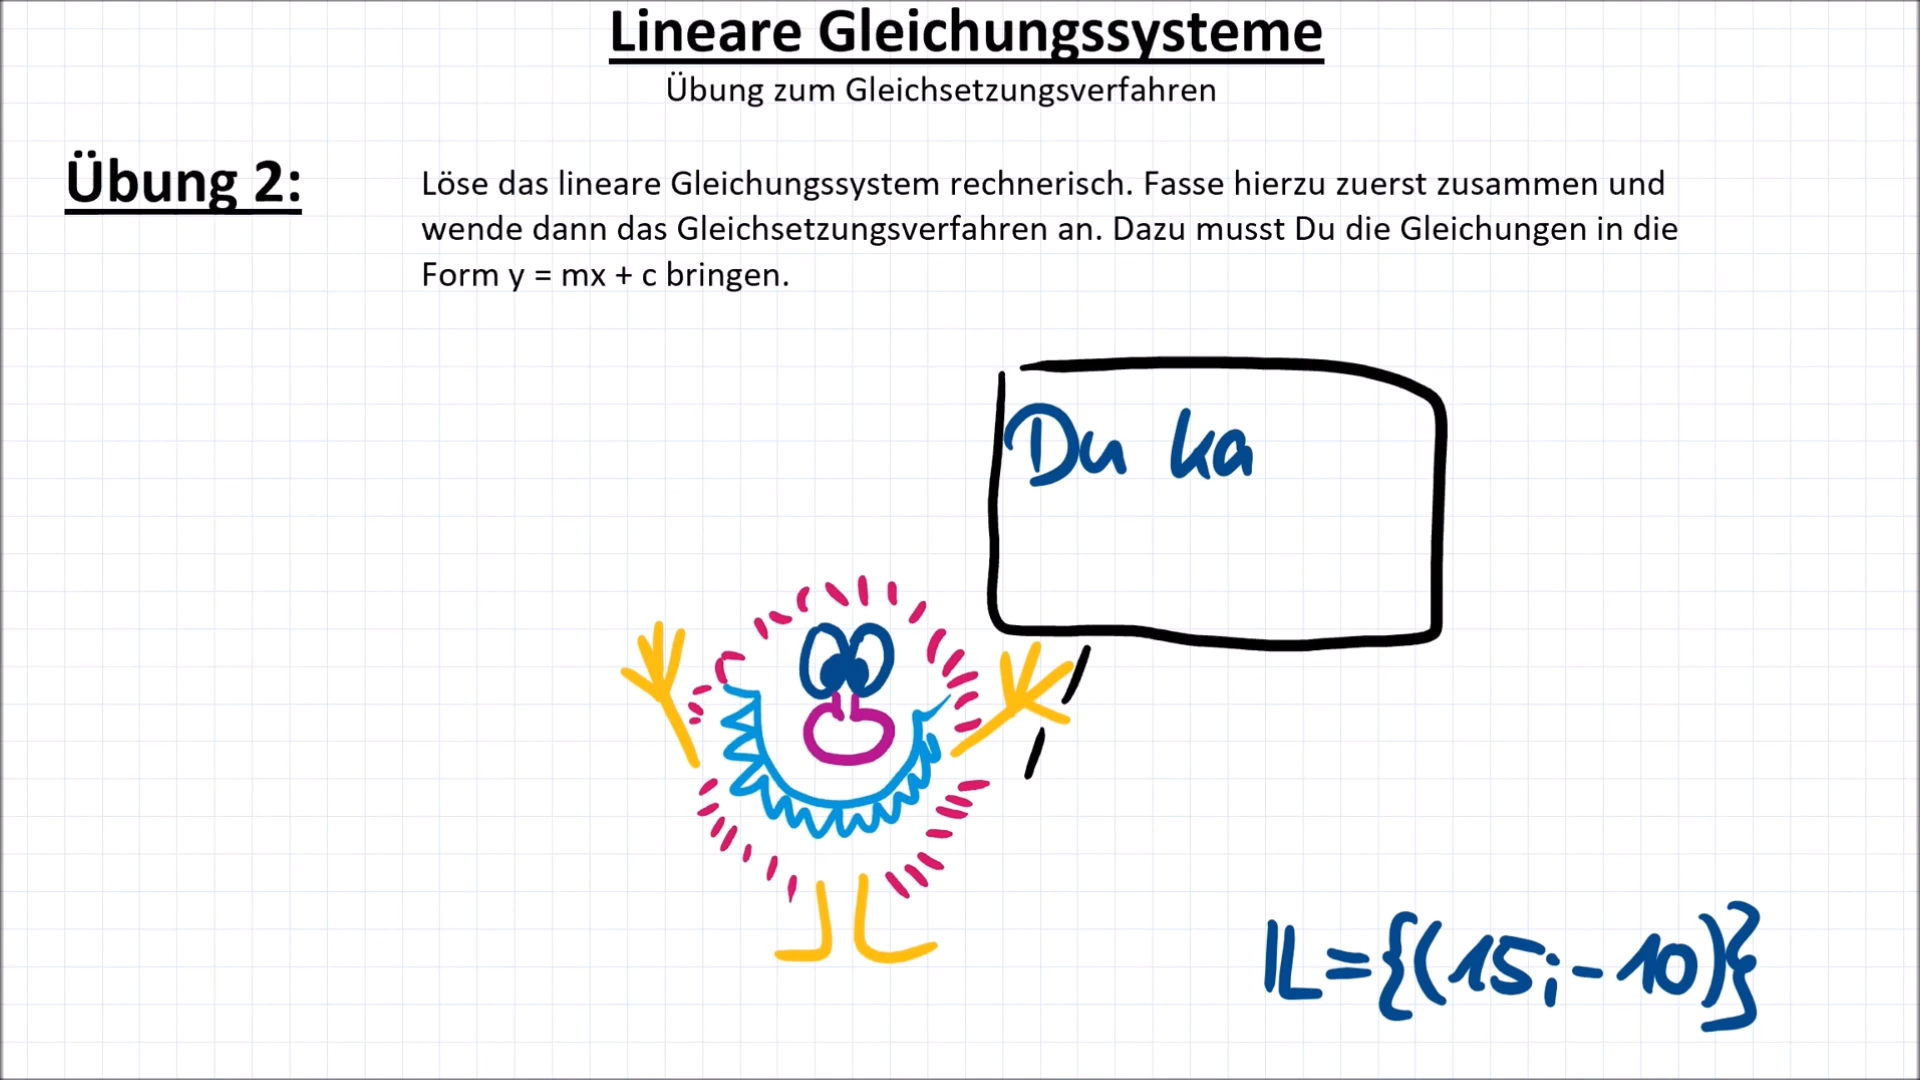 Lineare Gleichungssysteme
Übung zum Gleichsetzungsverfahren
Übung 2:
Löse das lineare Gleichungssystem rechnerisch. Fasse hierzu zuerst zusammen und
wende dann das Gleichsetzungsverfahren an. Dazu musst Du die Gleichungen in die
Form y = mx + c bringen.
Du ka
𝕃={(15;-10)}